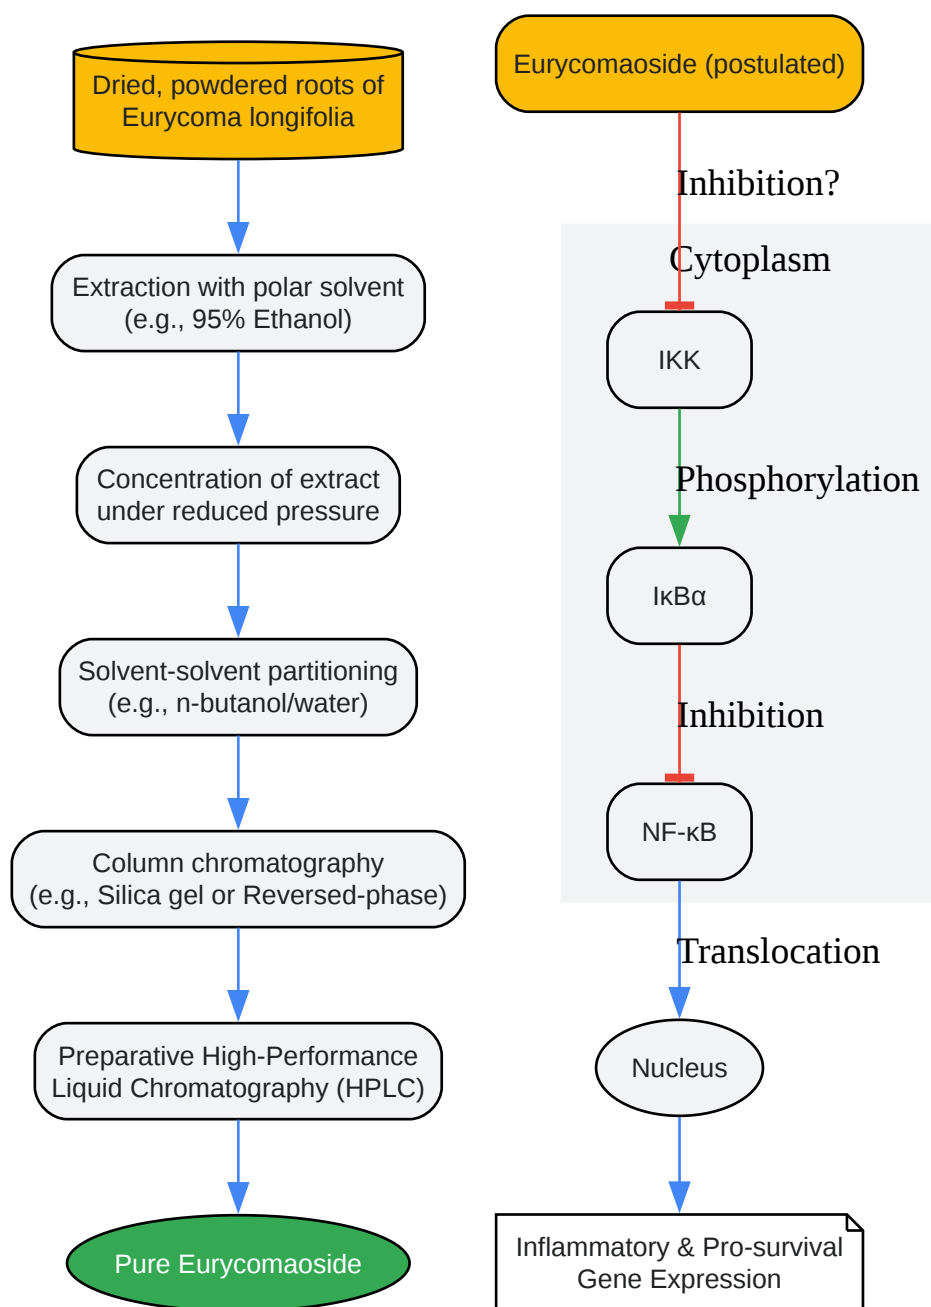 Dried, powdered roots of
Eurycoma longifolia
Extraction with polar solvent
(e.g., 95% Ethanol)
Concentration of extract
under reduced pressure
Solvent-solvent partitioning
(e.g., n-butanol/water)
Column chromatography
(e.g., Silica gel or Reversed-phase)
Preparative High-Performance
Liquid Chromatography (HPLC)
Pure Eurycomaoside
Eurycomaoside (postulated)
Inhibition?
Cytoplasm
IKK
Phosphorylation
IκBα
Inhibition
NF-κB
Translocation
Nucleus
Inflammatory & Pro-survival
Gene Expression